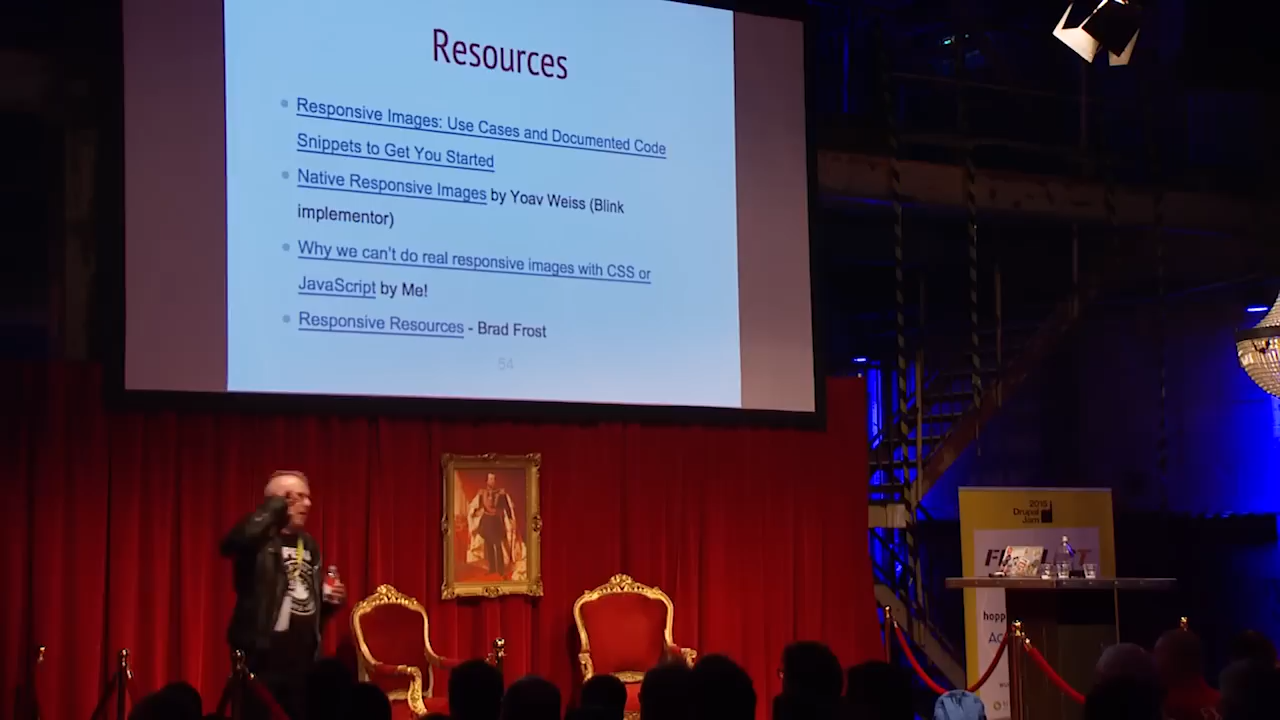 Resources
Responsive Images: Use Cases and Documented Code
Snippets to Get You Started
Native Responsive Images by Yoav Weiss (Blink
implementor)
Why we can't do real responsive images with CSS or
JavaScript by Me!
Responsive Resources - Brad Frost
54
2015
Drupal
Jam
hopp